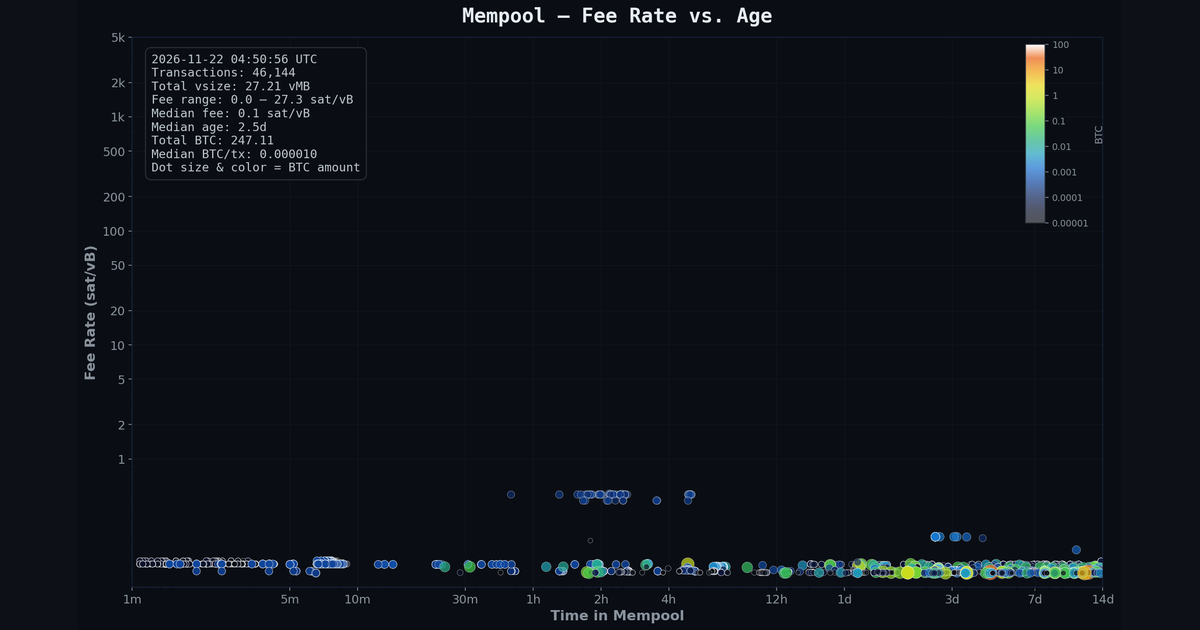 Mempool — Fee Rate vs. Age
2026-11-22 04:50:56 UTC
Transactions: 46,144
Total vsize: 27.21 vMB
Fee range: 0.0 – 27.3 sat/vB
Median fee: 0.1 sat/vB
Median age: 2.5d
Total BTC: 247.11
Median BTC/tx: 0.000010
Dot size & color = BTC amount
5k
2k
1k
500
200
100
50
20
10
5
2
1
Fee Rate (sat/vB)
100
10
1
0.1
0.01
0.001
0.0001
0.00001
BTC
1m
5m
10m
30m
1h
2h
4h
12h
1d
3d
7d
14d
Time in Mempool